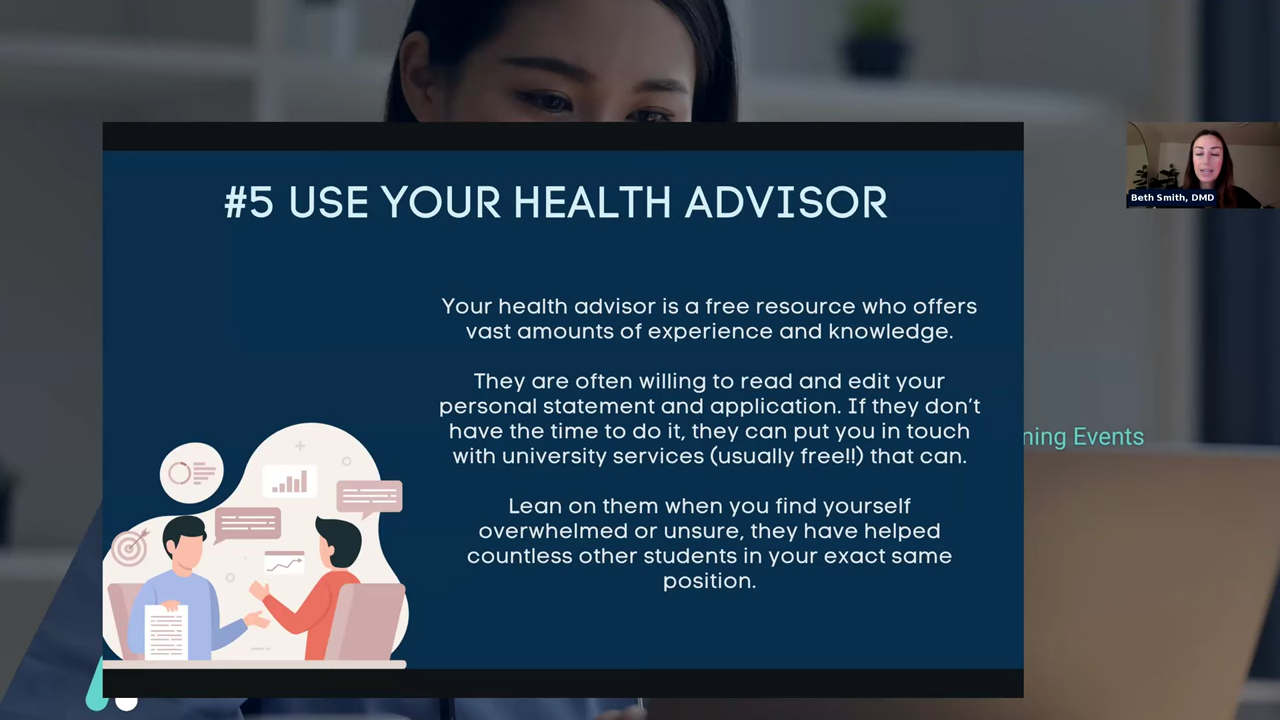 #5 USE YOUR HEALTH ADVISOR
Your health advisor is a free resource who offers
vast amounts of experience and knowledge.
They are often willing to read and edit your
personal statement and application. If they don't
have the time to do it, they can put you in touch
with university services (usually free!!) that can.
Lean on them when you find yourself
overwhelmed or unsure, they have helped
countless other students in your exact same
position.
Beth Smith, DMD
ning Events